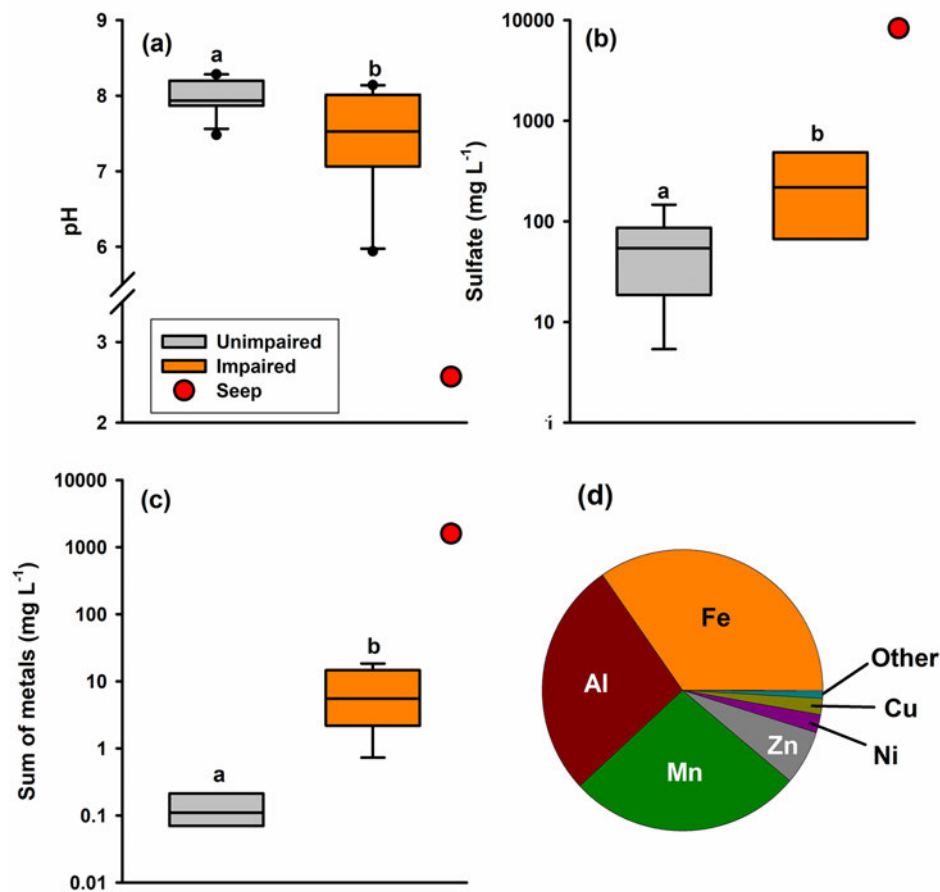 (a)
pH
9
8
7
6
3
2
a
b
Unimpaired
Impaired
Seep
(b)
Sulfate (mg L⁻¹)
10000
1000
100
10
a
b
(c)
Sum of metals (mg L⁻¹)
10000
1000
100
10
1
0.1
0.01
a
b
(d)
Fe
Al
Mn
Zn
Other
Cu
Ni